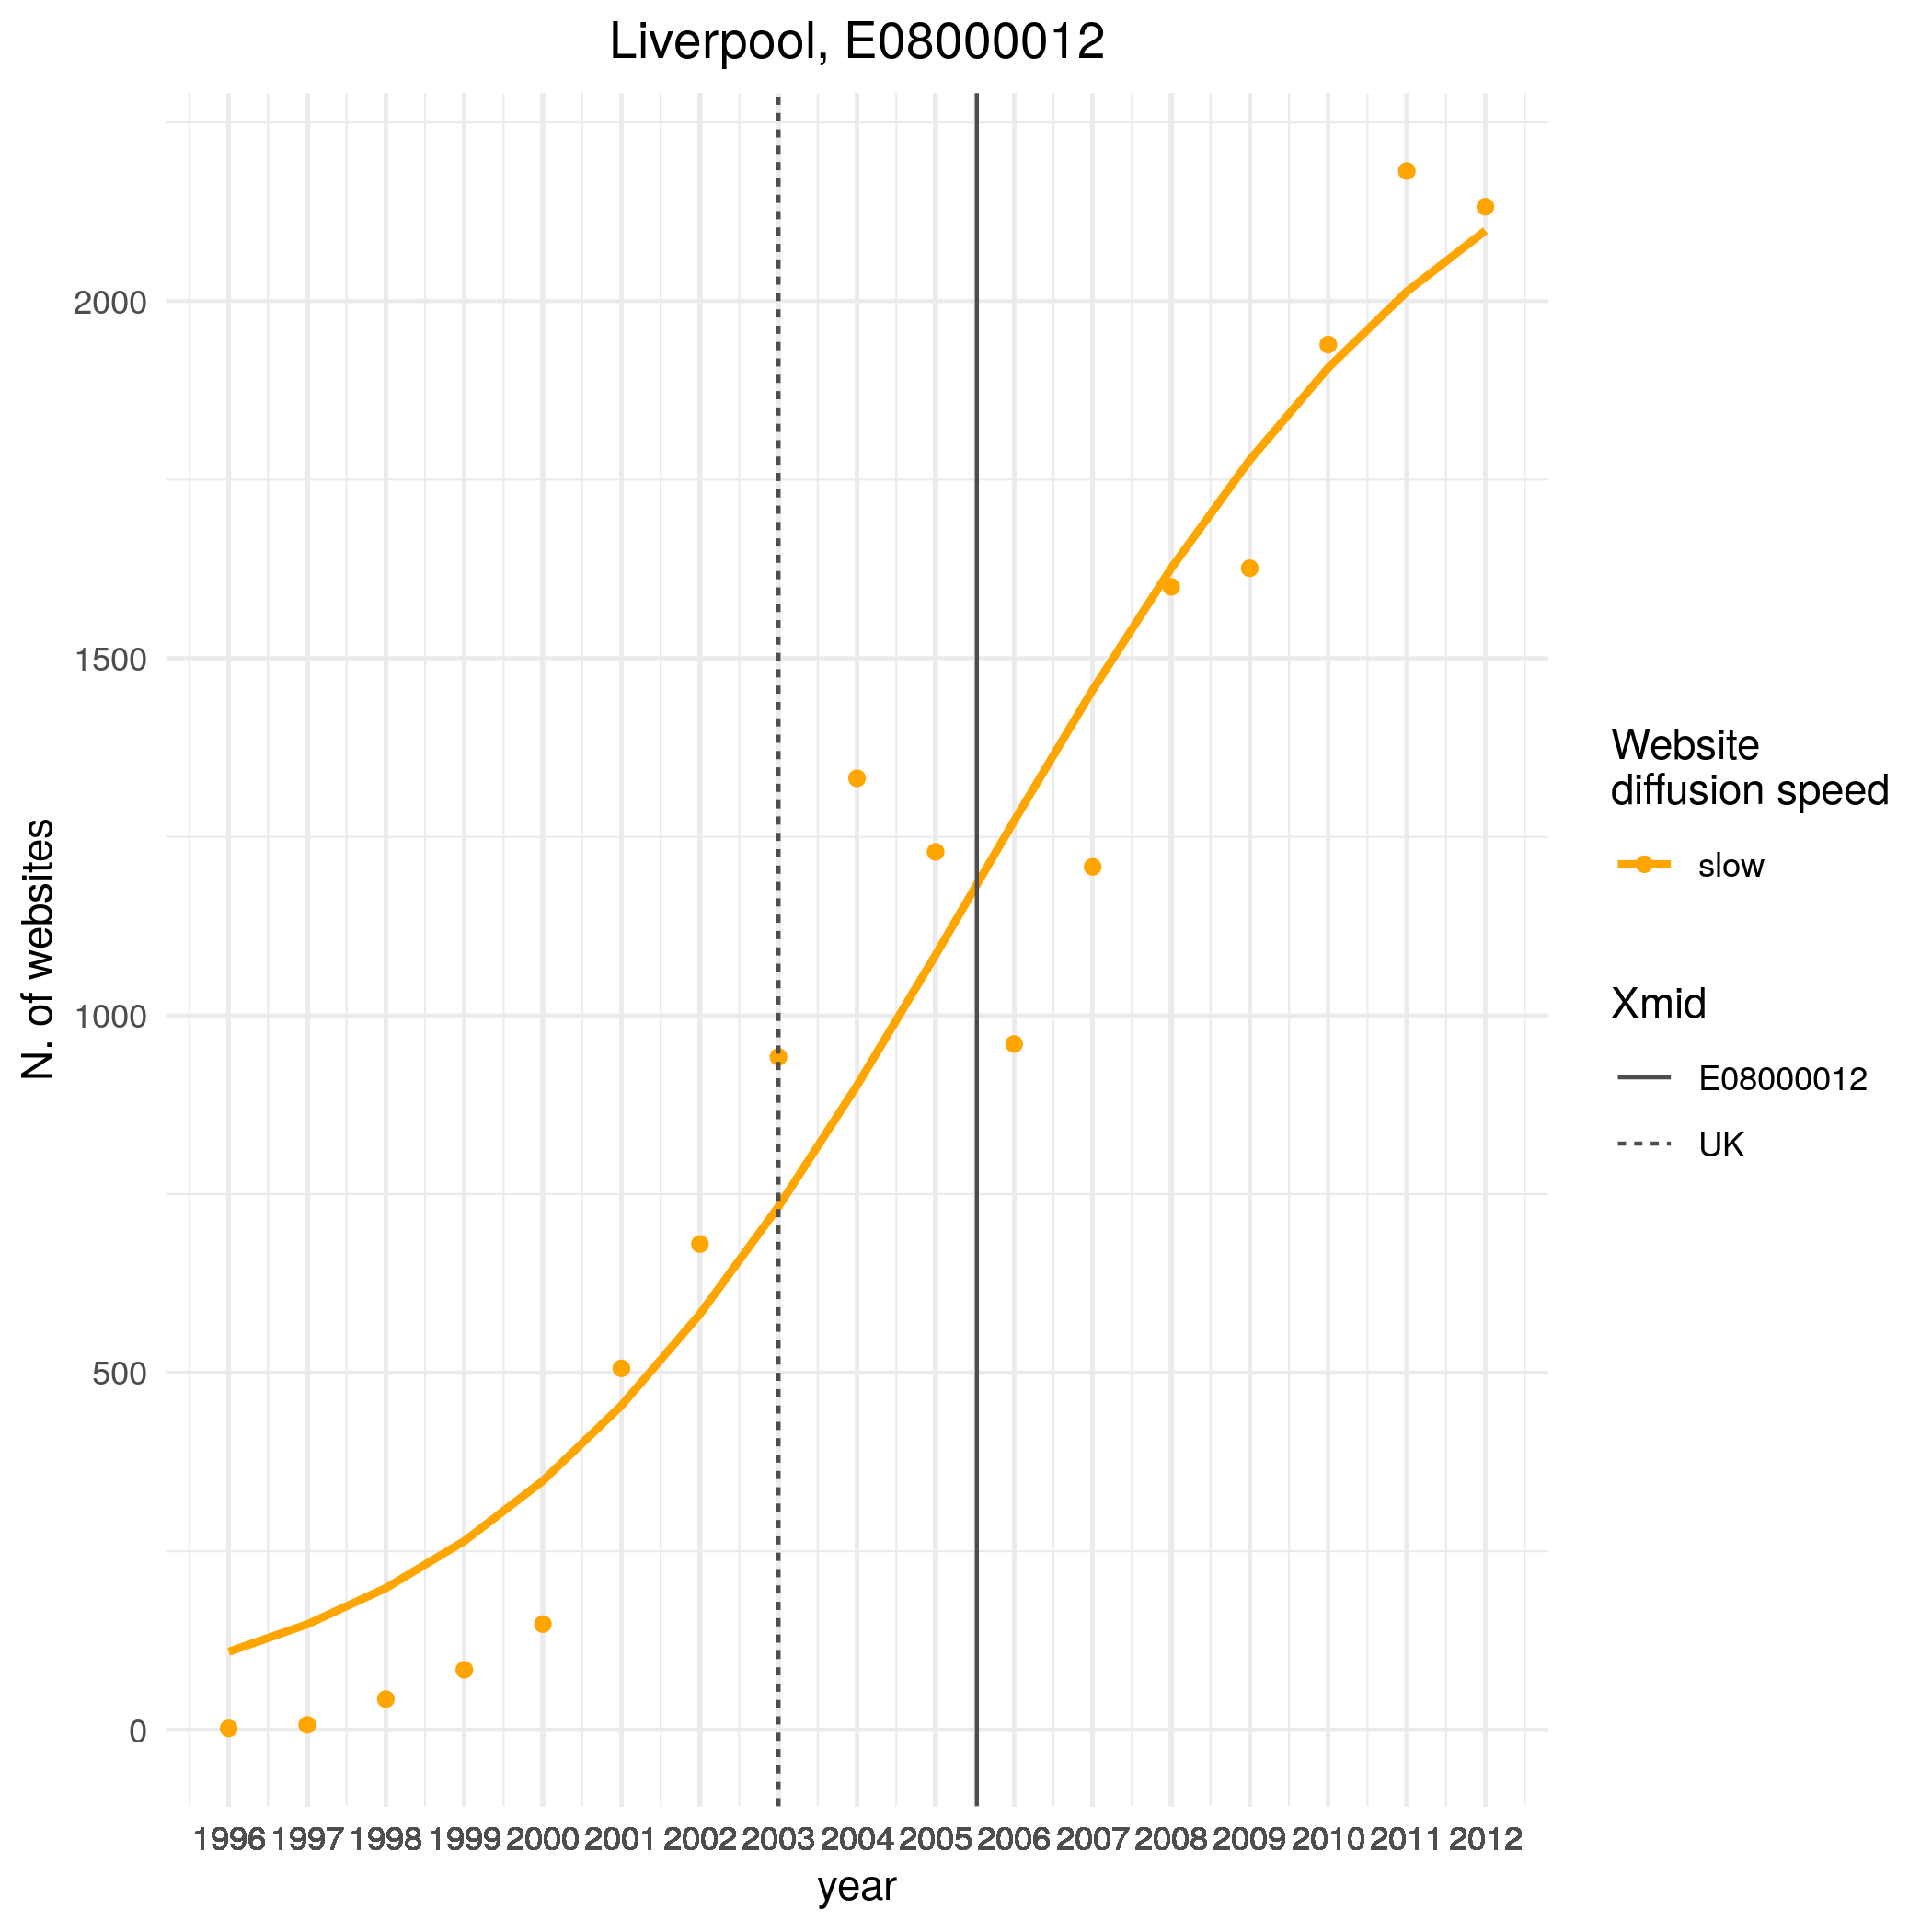 Liverpool, E08000012
N. of websites
2000
1500
1000
500
0
1996 1997 1998 1999 2000 2001 2002 2003 2004 2005 2006 2007 2008 2009 2010 2011 2012
year
Website
diffusion speed
slow
Xmid
E08000012
UK